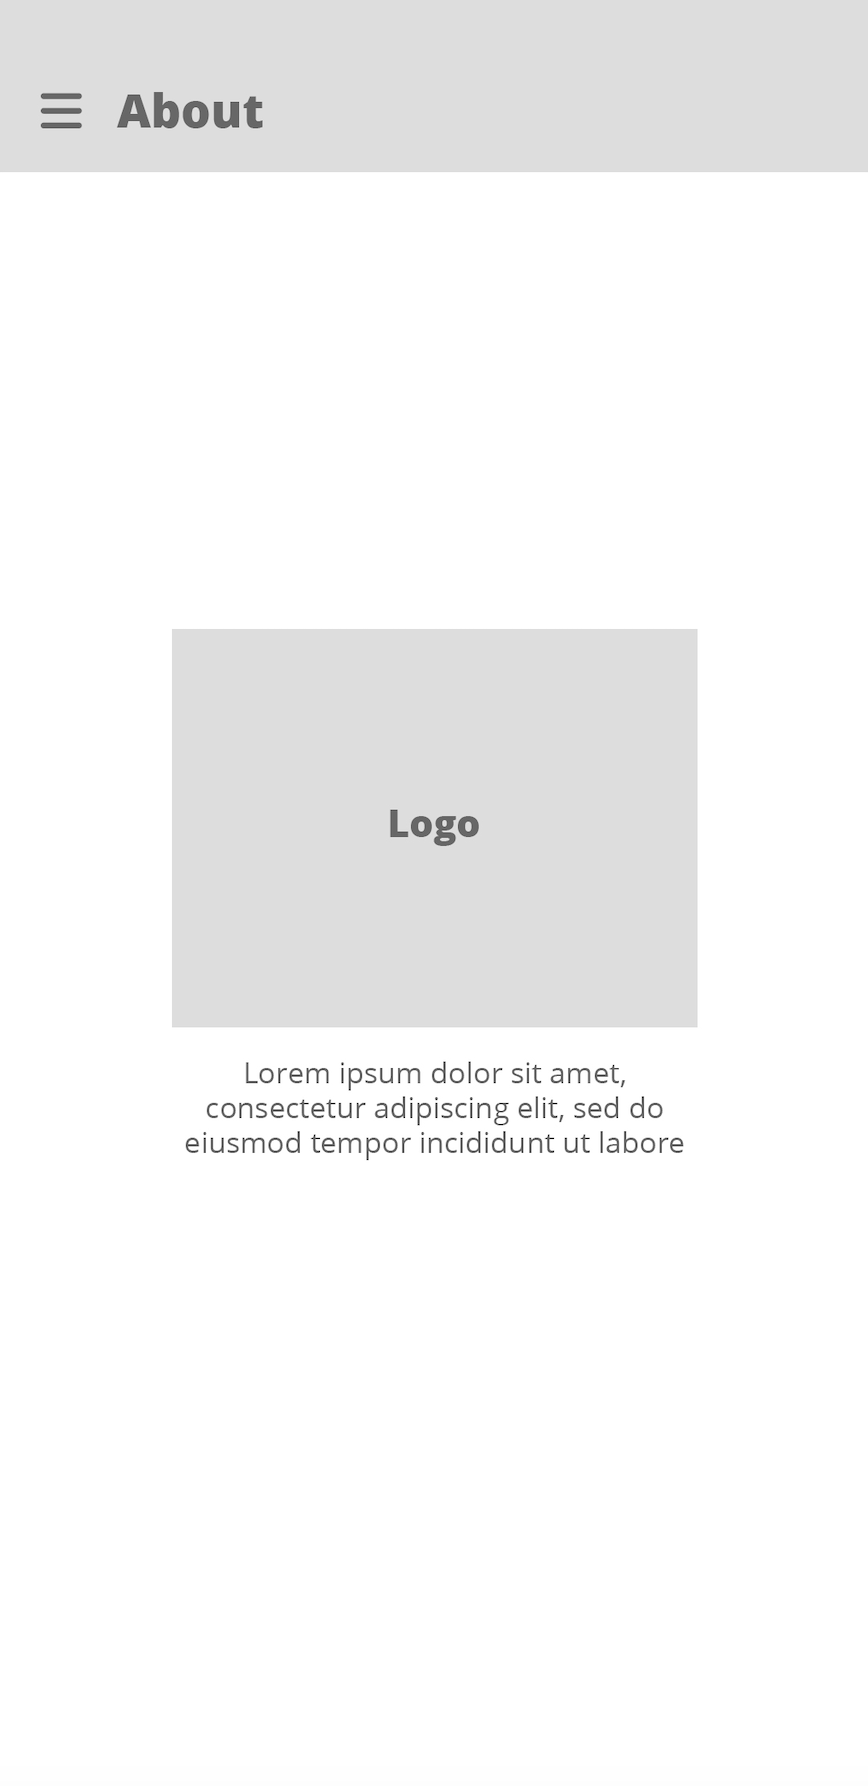 About
Logo
Lorem ipsum dolor sit amet,
consectetur adipiscing elit, sed do
eiusmod tempor incididunt ut labore